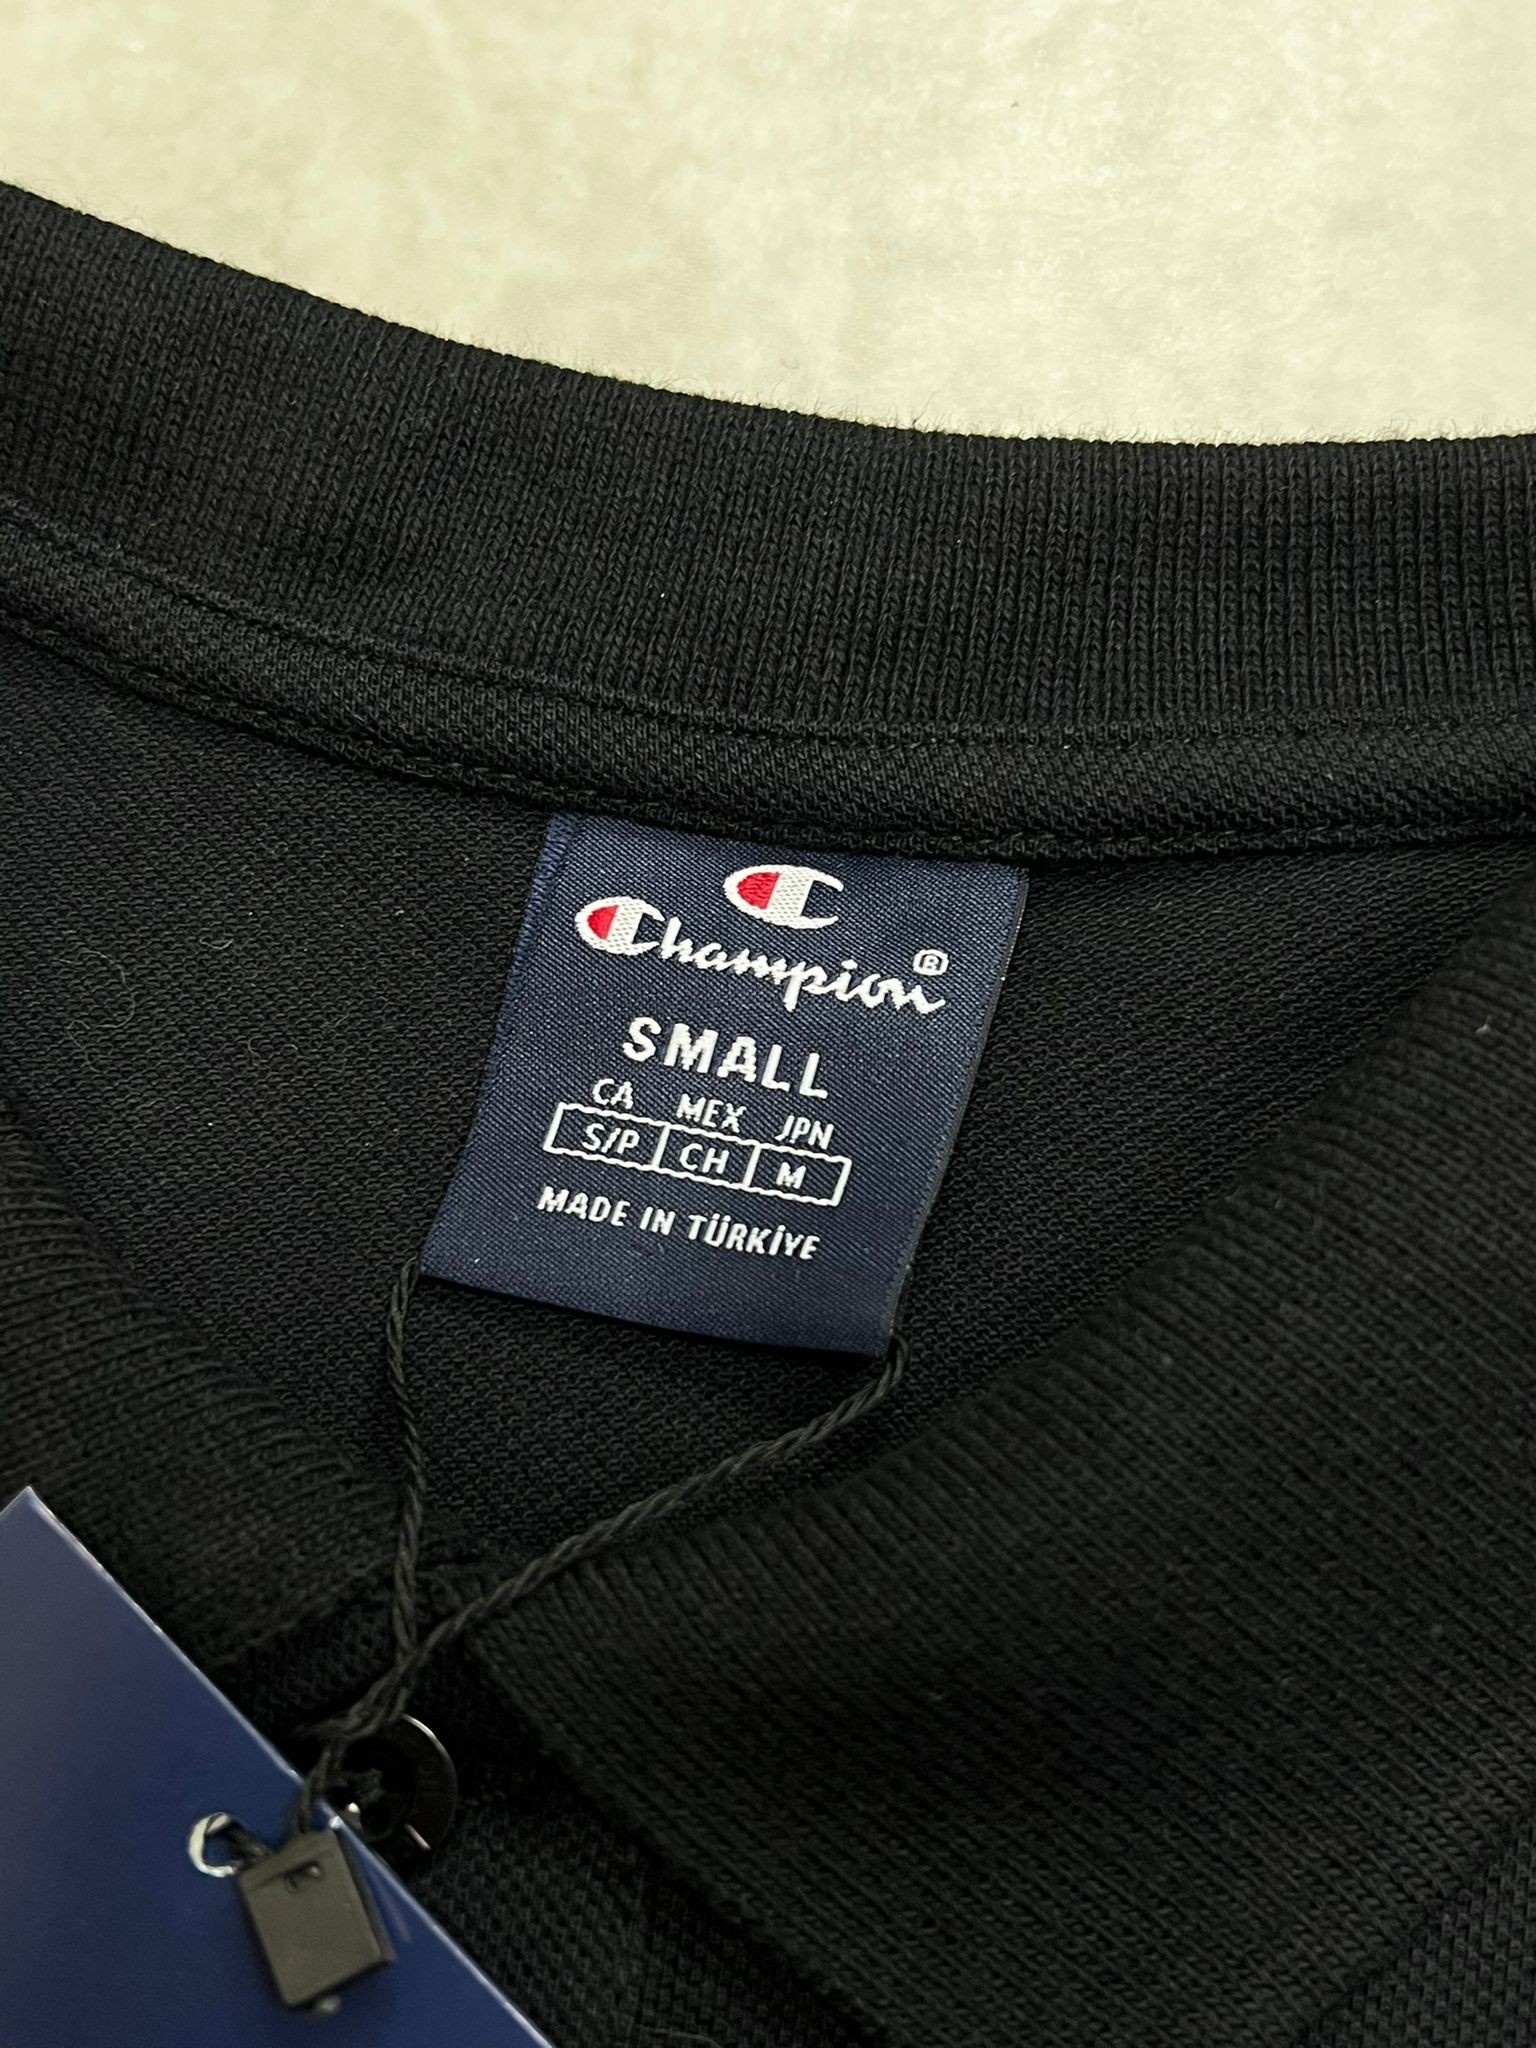 Champion®
SMALL
CA MEX JPN
S/P CH M
MADE IN TÜRKİYE